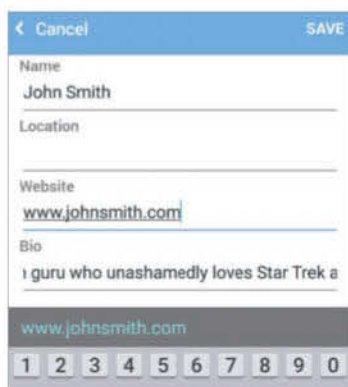 Cancel SAVE
Name
John Smith
Location
Website
www.johnsmith.com
Bio
guru who unashamedly loves Star Trek a
www.johnsmith.com
1 2 3 4 5 6 7 8 9 0